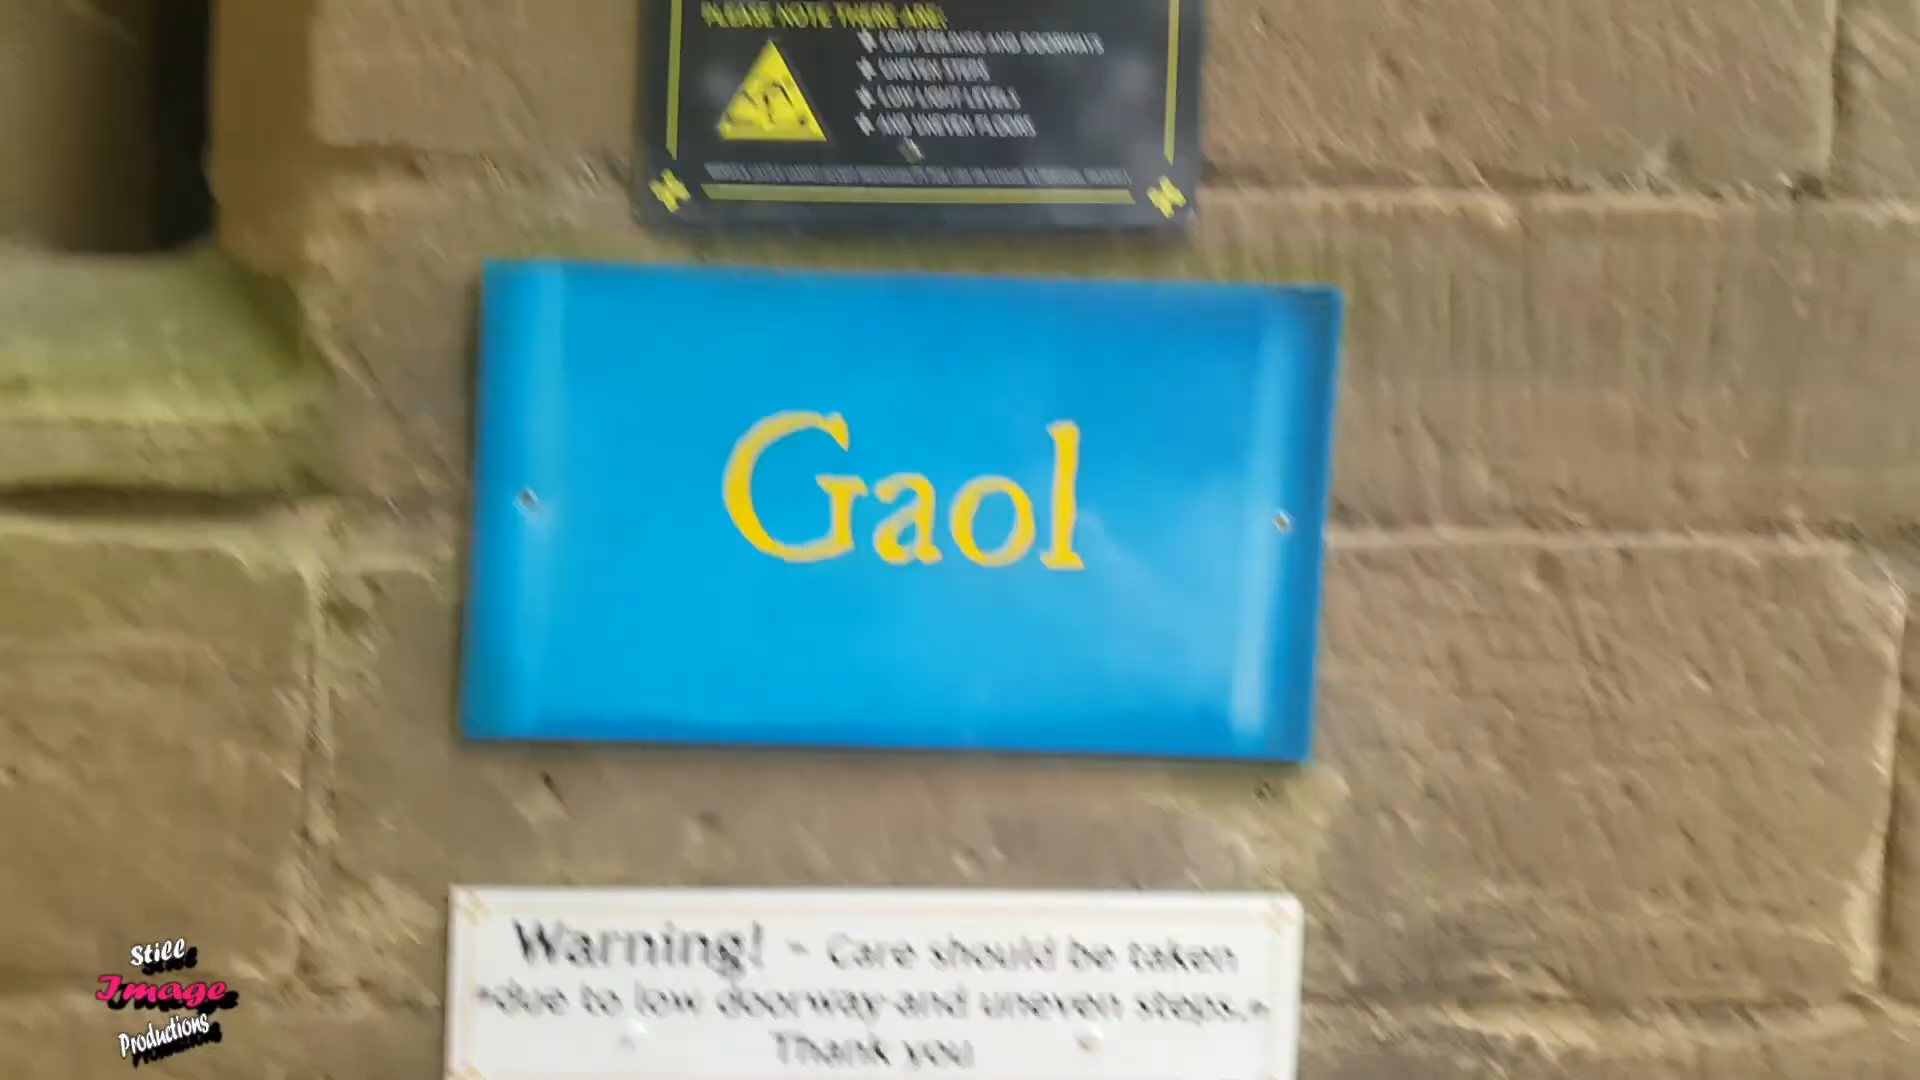 PLEASE NOTE THERE ARE:
LOW CEILINGS AND DOORWAYS
UNEVEN STEPS
LOW LIGHT LEVELS
AND UNEVEN FLOORS
Gaol
Warning! - Care should be taken
due to low doorway and uneven steps.
Thank you
Still
Image
Productions